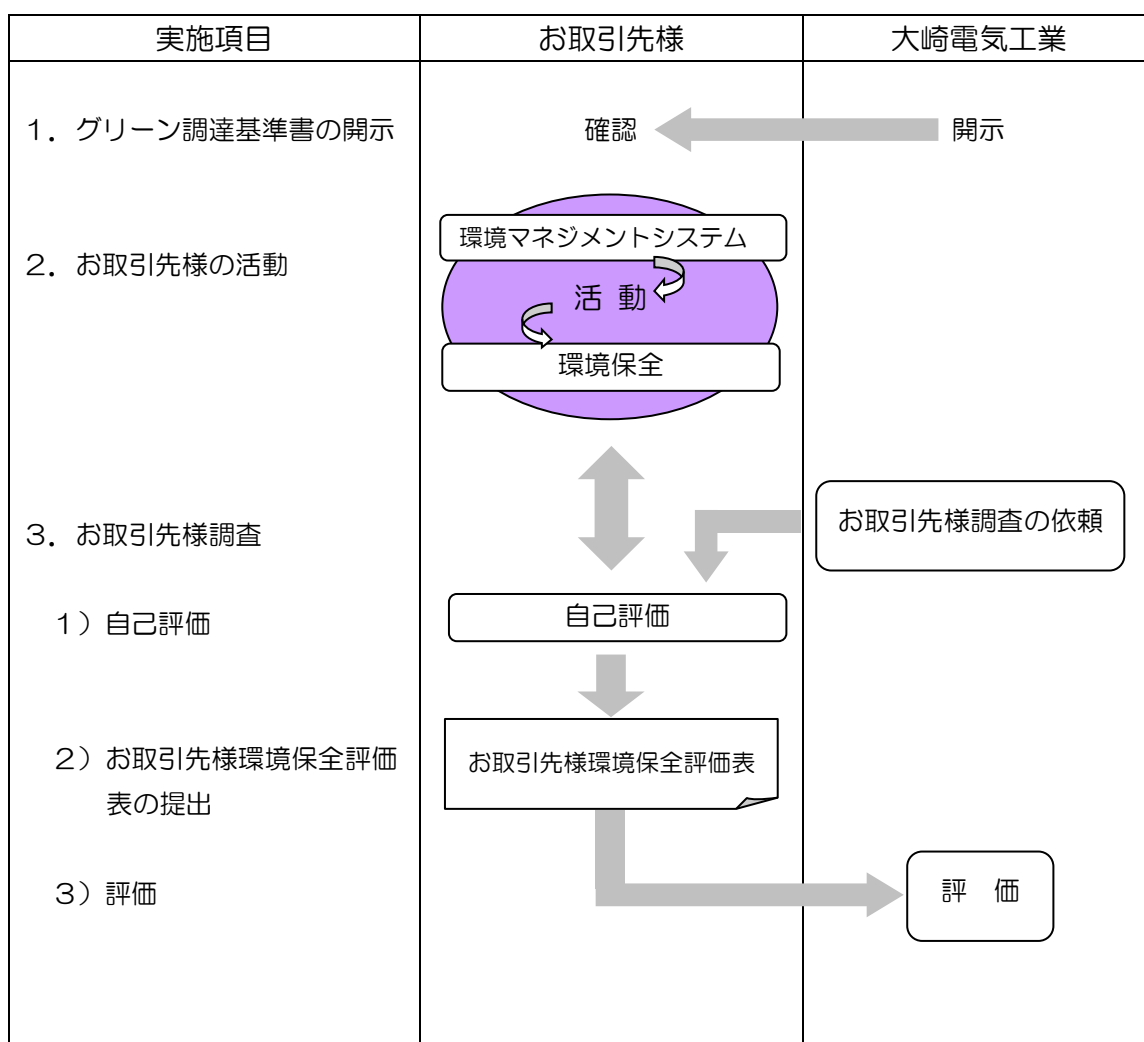 実施項目
お取引先様
大崎電気工業
1．グリーン調達基準書の開示
確認
開示
環境マネジメントシステム
2．お取引先様の活動
活 動
環境保全
お取引先様調査の依頼
3．お取引先様調査
1）自己評価
自己評価
2）お取引先様環境保全評価
表の提出
お取引先様環境保全評価表
3）評価
評　価